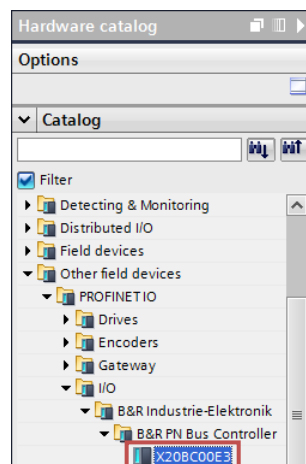 Hardware catalog
Options
Catalog
Filter
Detecting & Monitoring
Distributed I/O
Field devices
Other field devices
PROFINET IO
Drives
Encoders
Gateway
I/O
B&R Industrie-Elektronik
B&R PN Bus Controller
X20BC00E3